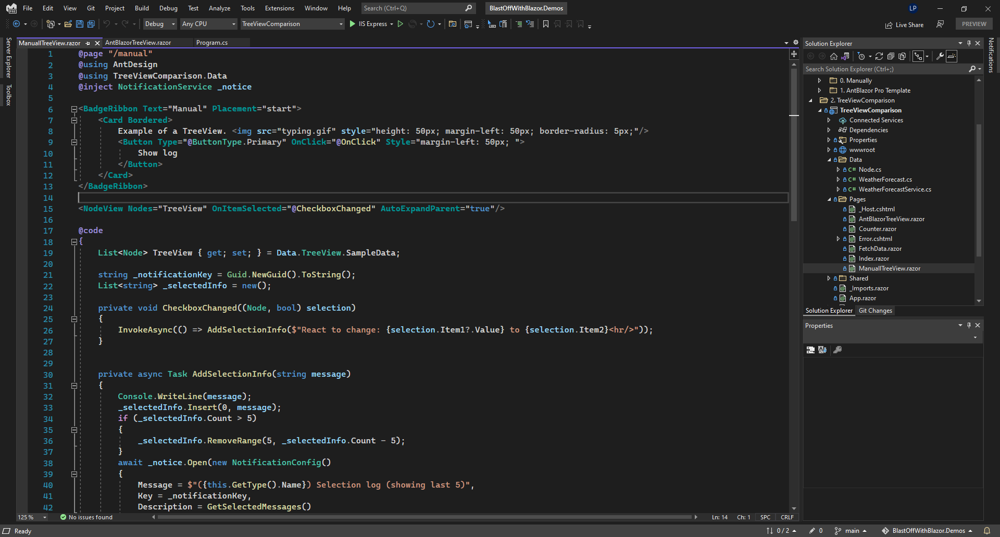 File Edit View Git Project Build Debug Test Analyze Tools Extensions Window Help Search (Ctrl+Q) BlastOffWithBlazor.Demos LP
Debug Any CPU TreeViewComparison IIS Express Live Share PREVIEW
Server Explorer
Toolbox
ManuallTreeView.razor AntBlazorTreeView.razor Program.cs
1 @page "/manual"
2 @using AntDesign
3 @using TreeViewComparison.Data
4 @inject NotificationService _notice
5
6 <BadgeRibbon Text="Manual" Placement="start">
7 <Card Bordered>
8 Example of a TreeView. <img src="typing.gif" style="height: 50px; margin-left: 50px; border-radius: 5px;"/>
9 <Button Type="@ButtonType.Primary" OnClick="@OnClick" Style="margin-left: 50px; ">
10 Show log
11 </Button>
12 </Card>
13 </BadgeRibbon>
14
15 <NodeView Nodes="TreeView" OnItemSelected="@CheckboxChanged" AutoExpandParent="true"/>
16
17 @code
18 {
19 List<Node> TreeView { get; set; } = Data.TreeView.SampleData;
20
21 string _notificationKey = Guid.NewGuid().ToString();
22 List<string> _selectedInfo = new();
23
24 private void CheckboxChanged((Node, bool) selection)
25 {
26 InvokeAsync(() => AddSelectionInfo($"React to change: {selection.Item1?.Value} to {selection.Item2}<hr/>"));
27 }
28
29
30 private async Task AddSelectionInfo(string message)
31 {
32 Console.WriteLine(message);
33 _selectedInfo.Insert(0, message);
34 if (_selectedInfo.Count > 5)
35 {
36 _selectedInfo.RemoveRange(5, _selectedInfo.Count - 5);
37 }
38 await _notice.Open(new NotificationConfig()
39 {
40 Message = $"({this.GetType().Name}) Selection log (showing last 5)",
41 Key = _notificationKey,
42 Description = GetSelectedMessages()
125 % No issues found Ln: 14 Ch: 1 SPC CRLF
Solution Explorer
Search Solution Explorer (Ctrl+;)
0. Manually
1. AntBlazor Pro Template
2. TreeViewComparison
TreeViewComparison
Connected Services
Dependencies
Properties
wwwroot
Data
C# Node.cs
C# WeatherForecast.cs
C# WeatherForecastService.cs
Pages
_Host.cshtml
AntBlazorTreeView.razor
Counter.razor
Error.cshtml
FetchData.razor
Index.razor
ManuallTreeView.razor
Shared
_Imports.razor
App.razor
Solution Explorer Git Changes
Properties
Notifications
Ready 0 / 2 0 main BlastOffWithBlazor.Demos